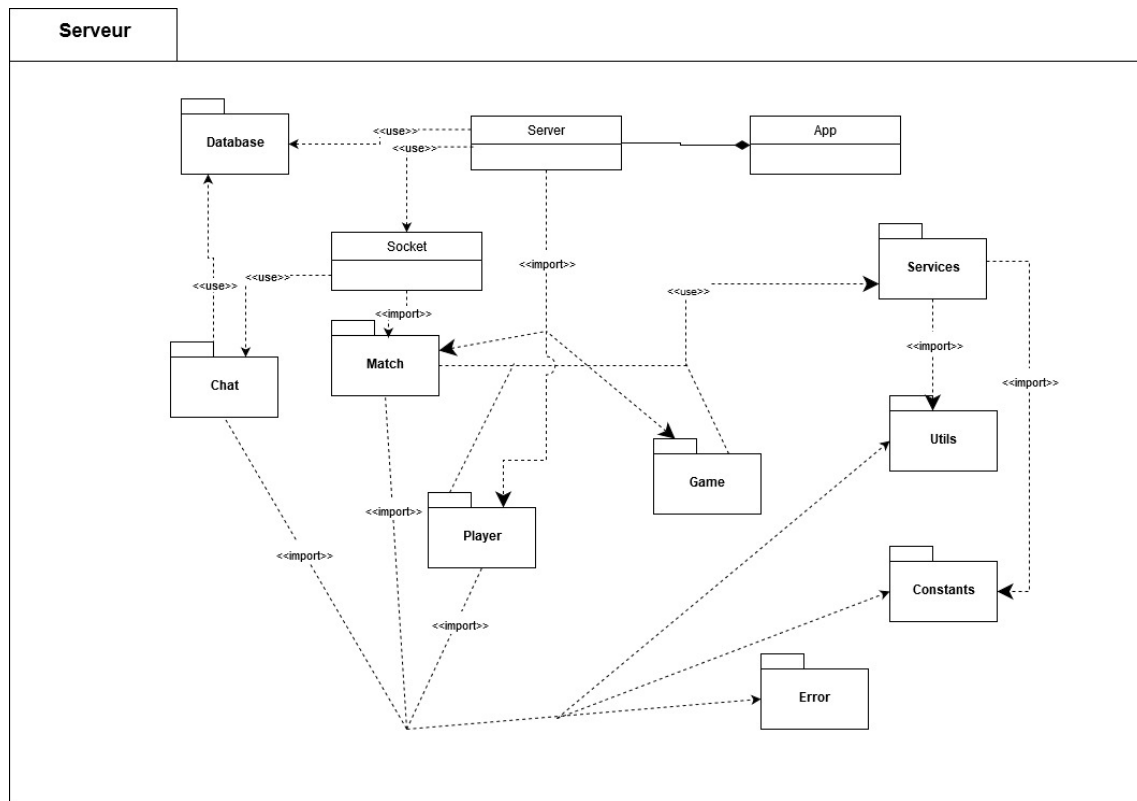 Serveur
Database
<<use>>
<<use>>
Server
App
Socket
<<use>>
<<use>>
<<import>>
<<import>>
<<use>>
Services
<<import>>
<<import>>
Chat
Match
Utils
Game
<<import>>
Player
<<import>>
<<import>>
Constants
Error